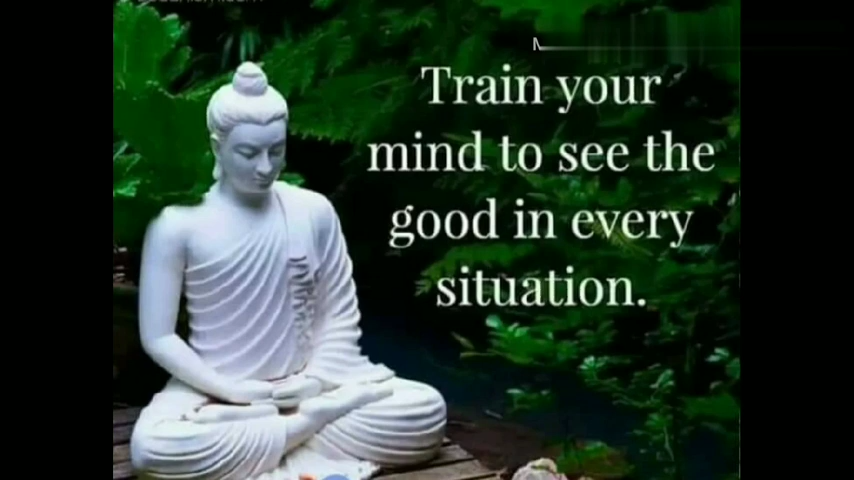 Train your
mind to see the
good in every
situation.